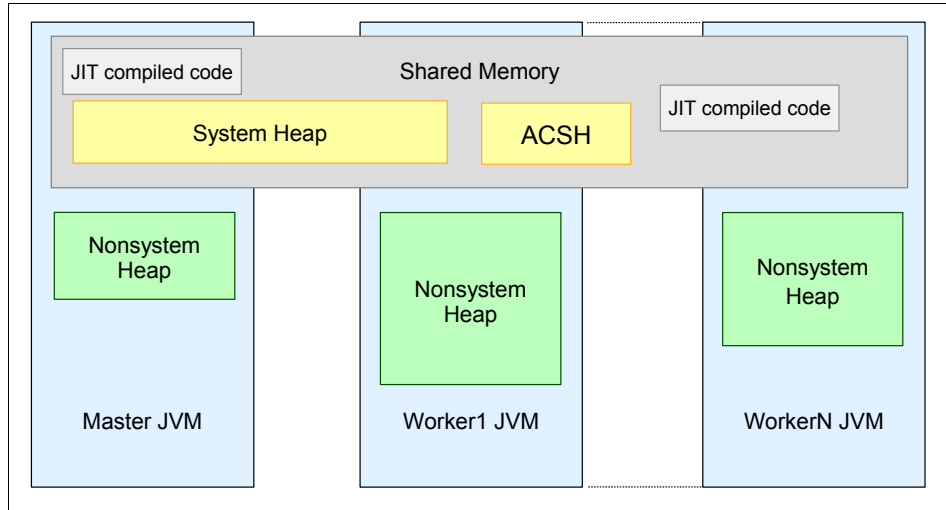 JIT compiled code
Shared Memory
JIT compiled code
System Heap
ACSH
Nonsystem
Heap
Nonsystem
Heap
Nonsystem
Heap
Master JVM
Worker1 JVM
WorkerN JVM